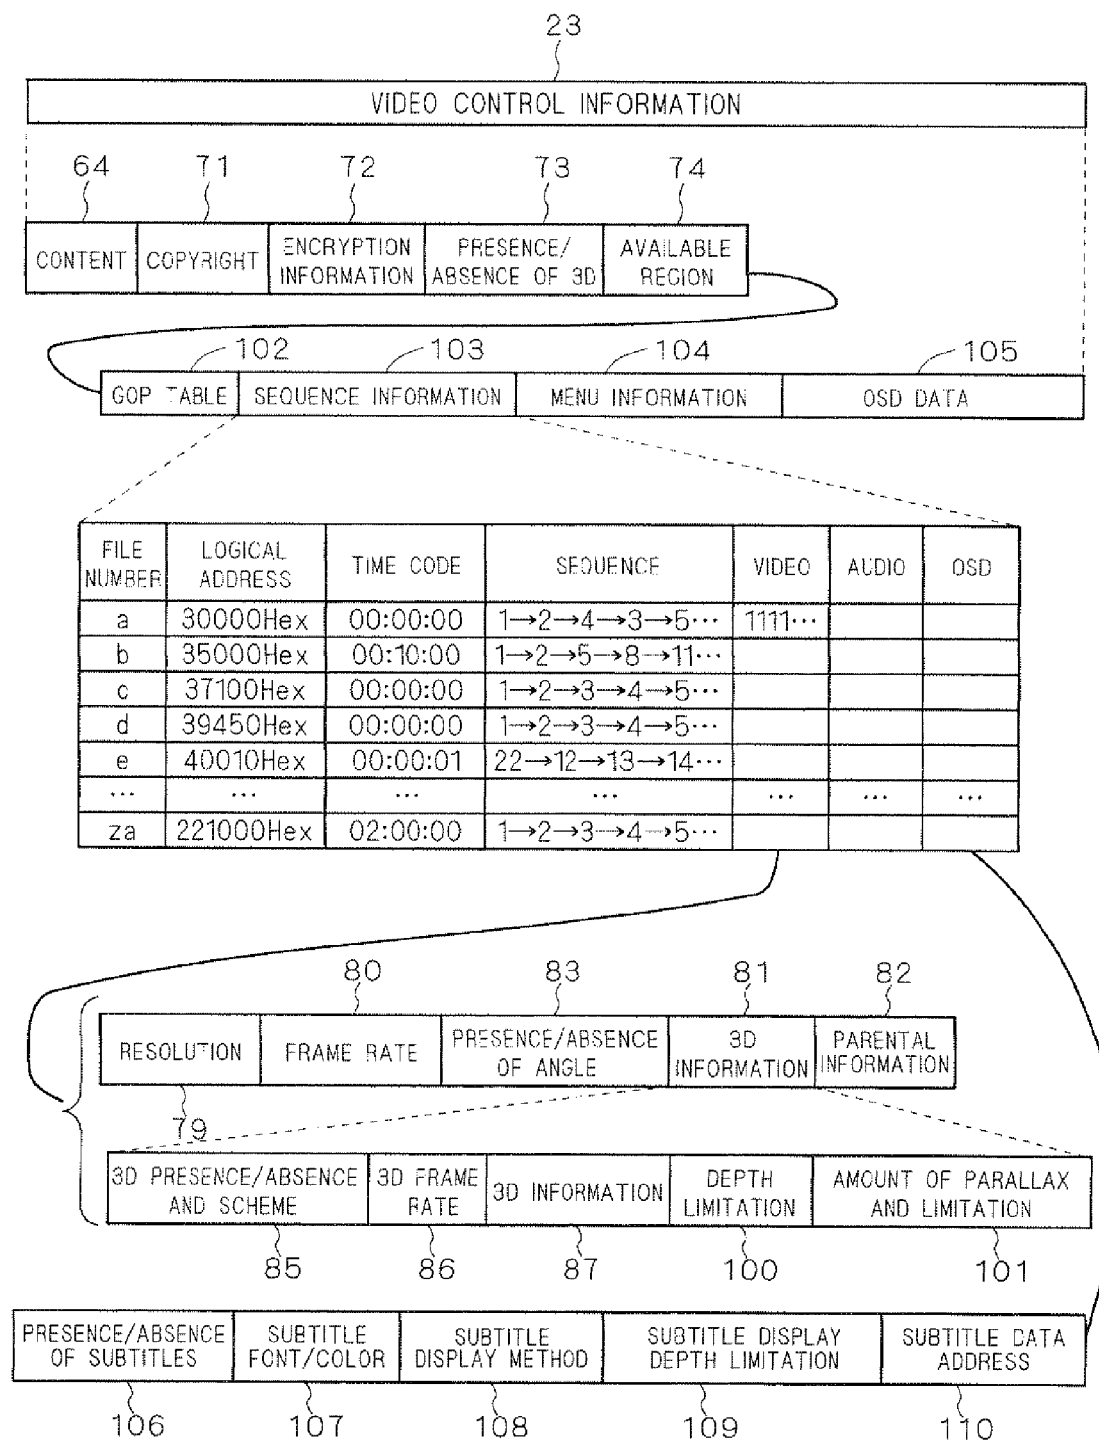 23
VIDEO CONTROL INFORMATION
64 71 72 73 74
CONTENT COPYRIGHT ENCRYPTION INFORMATION PRESENCE/ABSENCE OF 3D AVAILABLE REGION
102 103 104 105
GOP TABLE SEQUENCE INFORMATION MENU INFORMATION OSD DATA
FILE NUMBER LOGICAL ADDRESS TIME CODE SEQUENCE VIDEO AUDIO OSD
a 30000Hex 00:00:00 1→2→4→3→5··· 1111···
b 35000Hex 00:10:00 1→2→5→8→11···
c 37100Hex 00:00:00 1→2→3→4→5···
d 39450Hex 00:00:00 1→2→3→4→5···
e 40010Hex 00:00:01 22→12→13→14···
··· ··· ··· ··· ··· ··· ···
za 221000Hex 02:00:00 1→2→3→4→5···
80 83 81 82
RESOLUTION FRAME RATE PRESENCE/ABSENCE OF ANGLE 3D INFORMATION PARENTAL INFORMATION
79
3D PRESENCE/ABSENCE AND SCHEME 3D FRAME RATE 3D INFORMATION DEPTH LIMITATION AMOUNT OF PARALLAX AND LIMITATION
85 86 87 100 101
PRESENCE/ABSENCE OF SUBTITLES SUBTITLE FONT/COLOR SUBTITLE DISPLAY METHOD SUBTITLE DISPLAY DEPTH LIMITATION SUBTITLE DATA ADDRESS
106 107 108 109 110